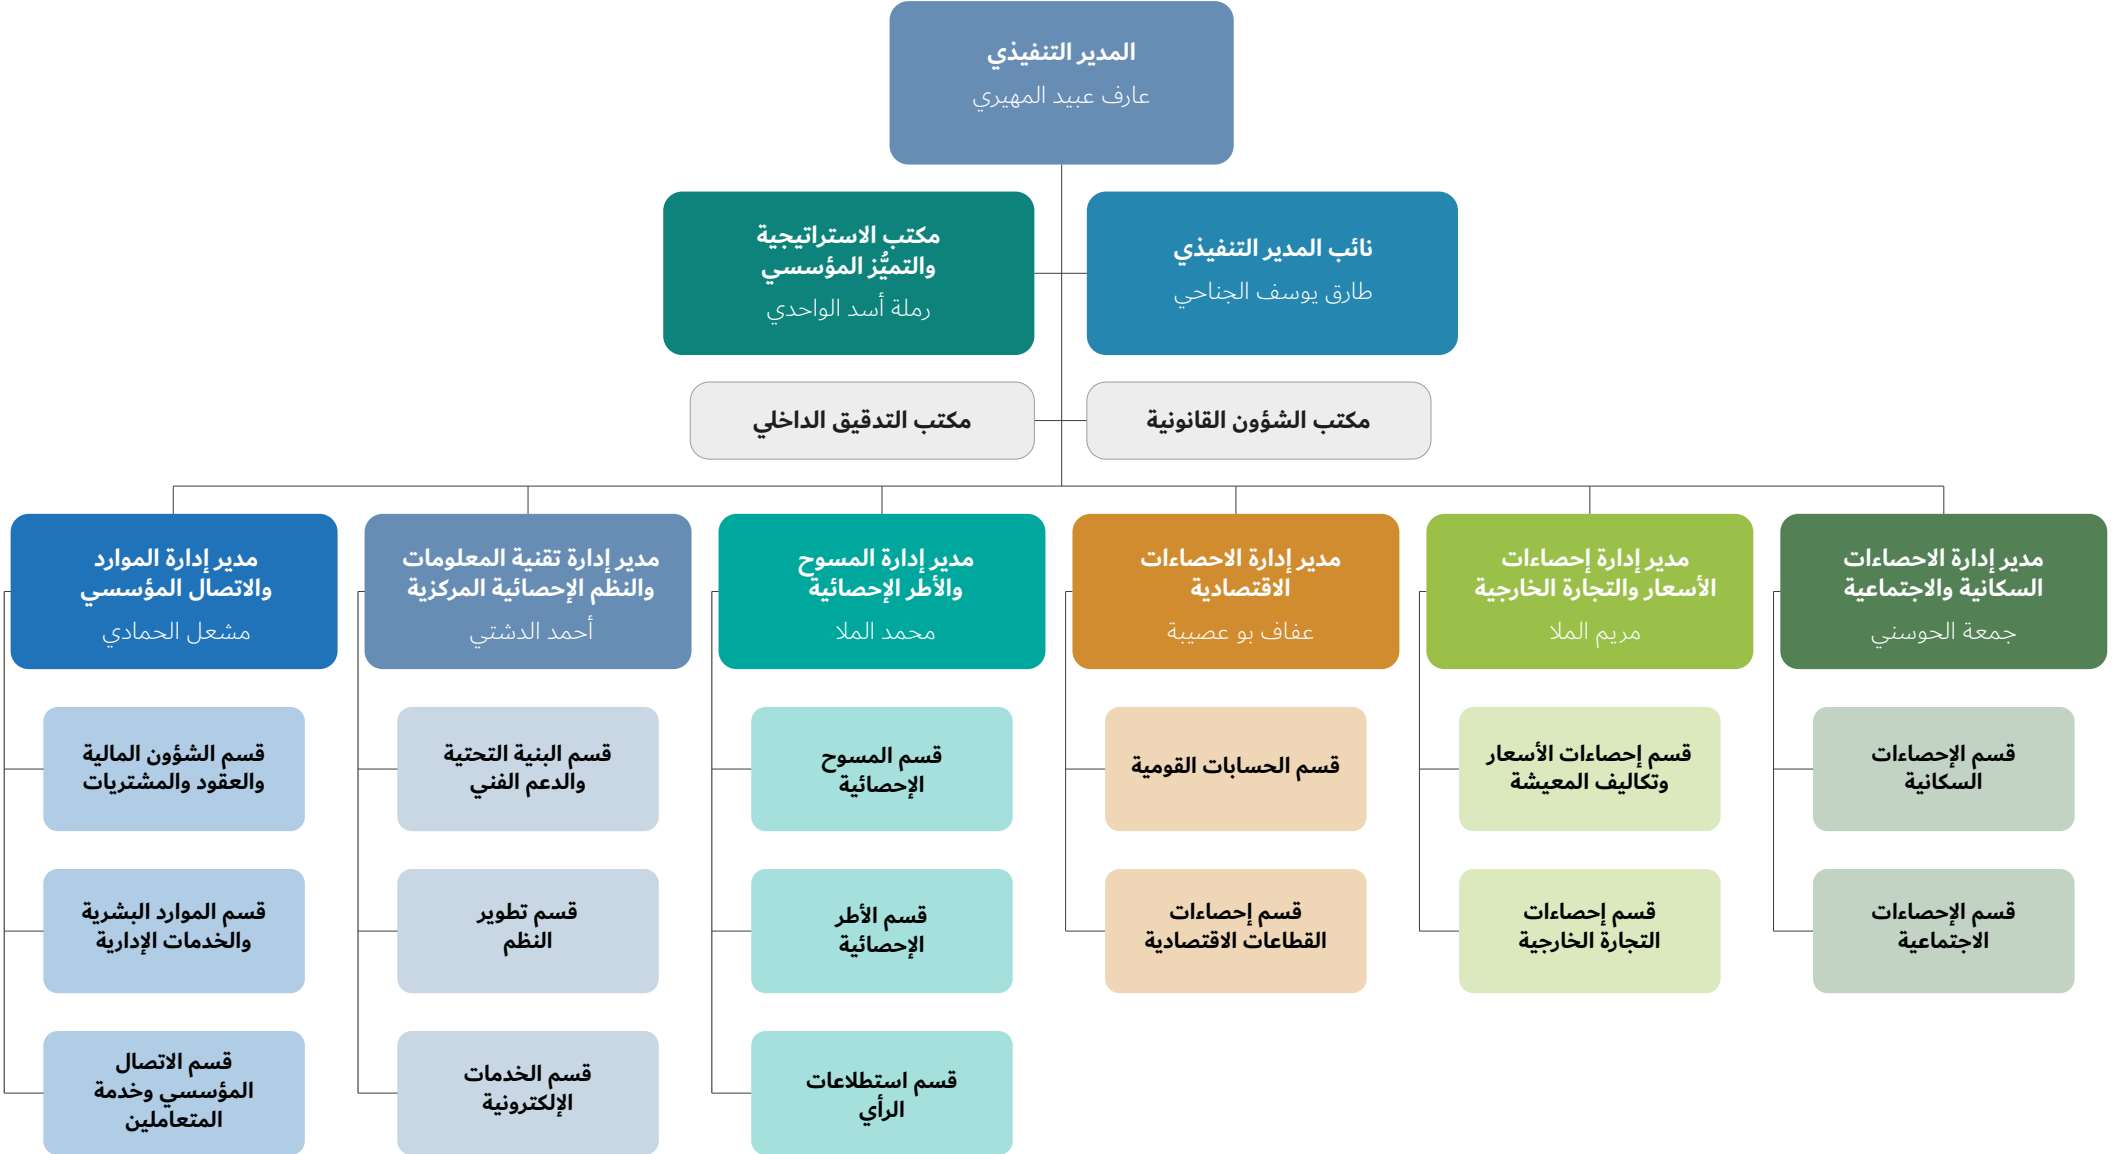 المدير التنفيذي
عارف عبيد المهيري
نائب المدير التنفيذي
طارق يوسف الجناحي
مكتب الاستراتيجية
والتميُّز المؤسسي
رملة أسد الواحدي
مكتب الشؤون القانونية
مكتب التدقيق الداخلي
مدير إدارة الاحصاءات
السكانية والاجتماعية
جمعة الحوسني
قسم الإحصاءات
السكانية
قسم الإحصاءات
الاجتماعية
مدير إدارة إحصاءات
الأسعار والتجارة الخارجية
مريم الملا
قسم إحصاءات الأسعار
وتكاليف المعيشة
قسم إحصاءات
التجارة الخارجية
مدير إدارة الاحصاءات
الاقتصادية
عفاف بو عصيبة
قسم الحسابات القومية
قسم إحصاءات
القطاعات الاقتصادية
مدير إدارة المسوح
والأطر الإحصائية
محمد الملا
قسم المسوح
الإحصائية
قسم الأطر
الإحصائية
قسم استطلاعات
الرأي
مدير إدارة تقنية المعلومات
والنظم الإحصائية المركزية
أحمد الدشتي
قسم البنية التحتية
والدعم الفني
قسم تطوير
النظم
قسم الخدمات
الإلكترونية
مدير إدارة الموارد
والاتصال المؤسسي
مشعل الحمادي
قسم الشؤون المالية
والعقود والمشتريات
قسم الموارد البشرية
والخدمات الإدارية
قسم الاتصال
المؤسسي وخدمة
المتعاملين